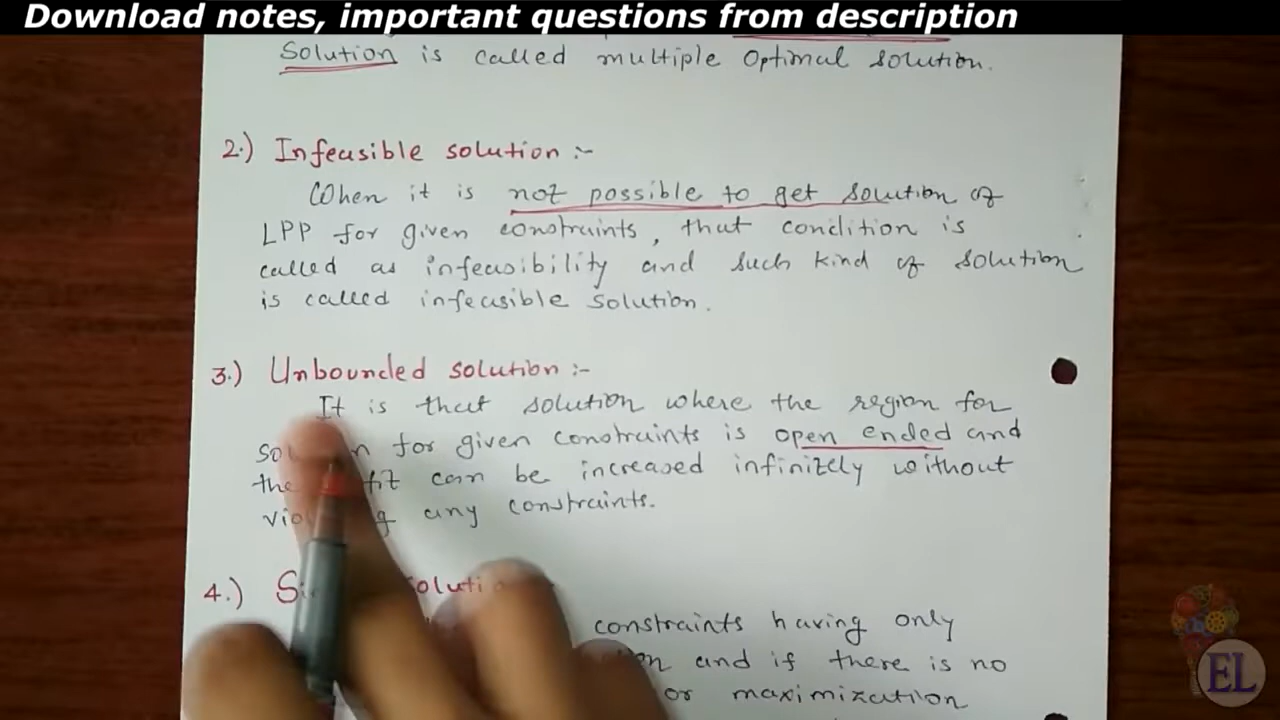 Download notes, important questions from description
Solution is called multiple optimal solution.
2.) Infeasible solution :-
When it is not possible to get solution of
LPP for given constraints, that condition is
called as infeasibility and such kind of solution
is called infeasible solution.
3.) Unbounded solution :-
It is that solution where the region for
for given constraints is open ended and
the can be increased infinitely without
any constraints.
4.)
constraints having only
and if there is no
or maximization
EL